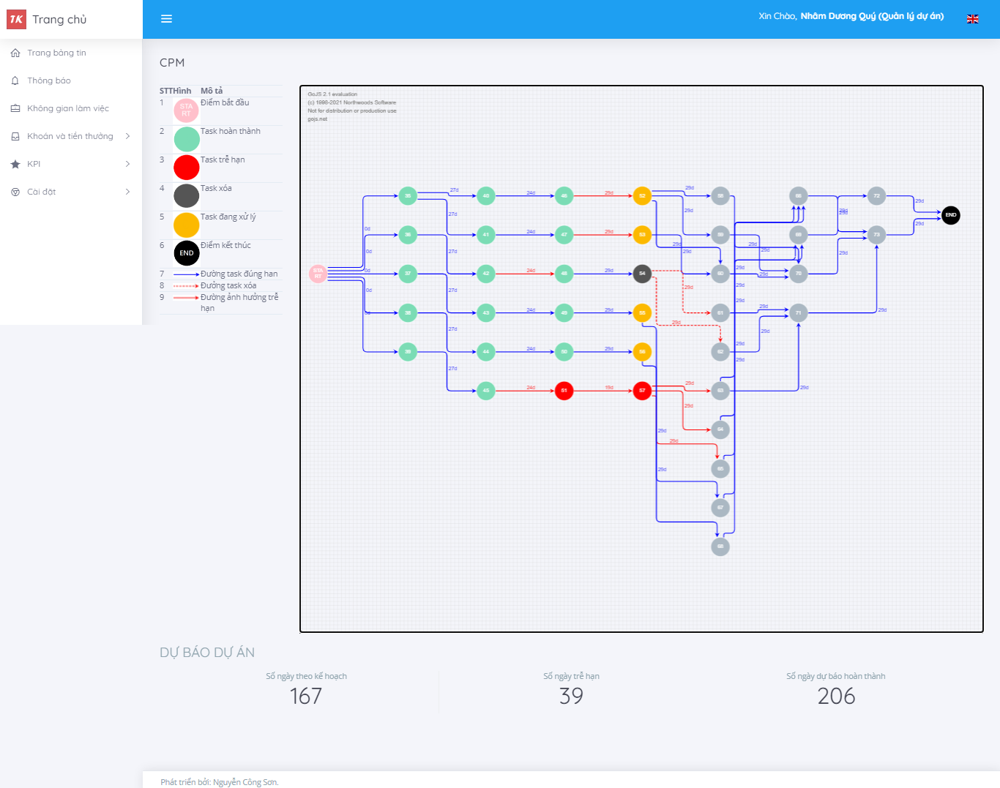 TK Trang chủ
Xin Chào, Nhâm Dương Quý (Quản lý dự án)
Trang bảng tin
Thông báo
Không gian làm việc
Khoán và tiền thưởng
KPI
Cài đặt
CPM
STT Hình Mô tả
1 STA RT Điểm bắt đầu
2 Task hoàn thành
3 Task trễ hạn
4 Task xóa
5 Task đang xử lý
6 END Điểm kết thúc
7 Đường task đúng hạn
8 Đường task xóa
9 Đường ảnh hưởng trễ
hạn
GoJS 2.1 evaluation
(c) 1998-2021 Northwoods Software
Not for distribution or production use
gojs.net
27d 29d
40 24d 46 29d 52 58 72 29d
END
27d 29d 29d
0d 36 41 24d 47 29d 53 59 73
0d 27d 29d 29d 29d 29d
STA
RT
0d 37 42 24d 48 29d 54 60 29d 70
0d 27d 29d 29d
38 43 24d 49 29d 55 61 29d 71 29d
27d 29d 29d
39 44 24d 50 29d 56 62 29d
27d 29d
45 24d 51 19d 57 29d 63 29d
29d
29d 64
29d
65
29d
67
68
DỰ BÁO DỰ ÁN
Số ngày theo kế hoạch
167
Số ngày trễ hạn
39
Số ngày dự báo hoàn thành
206
Phát triển bởi: Nguyễn Công Sơn.